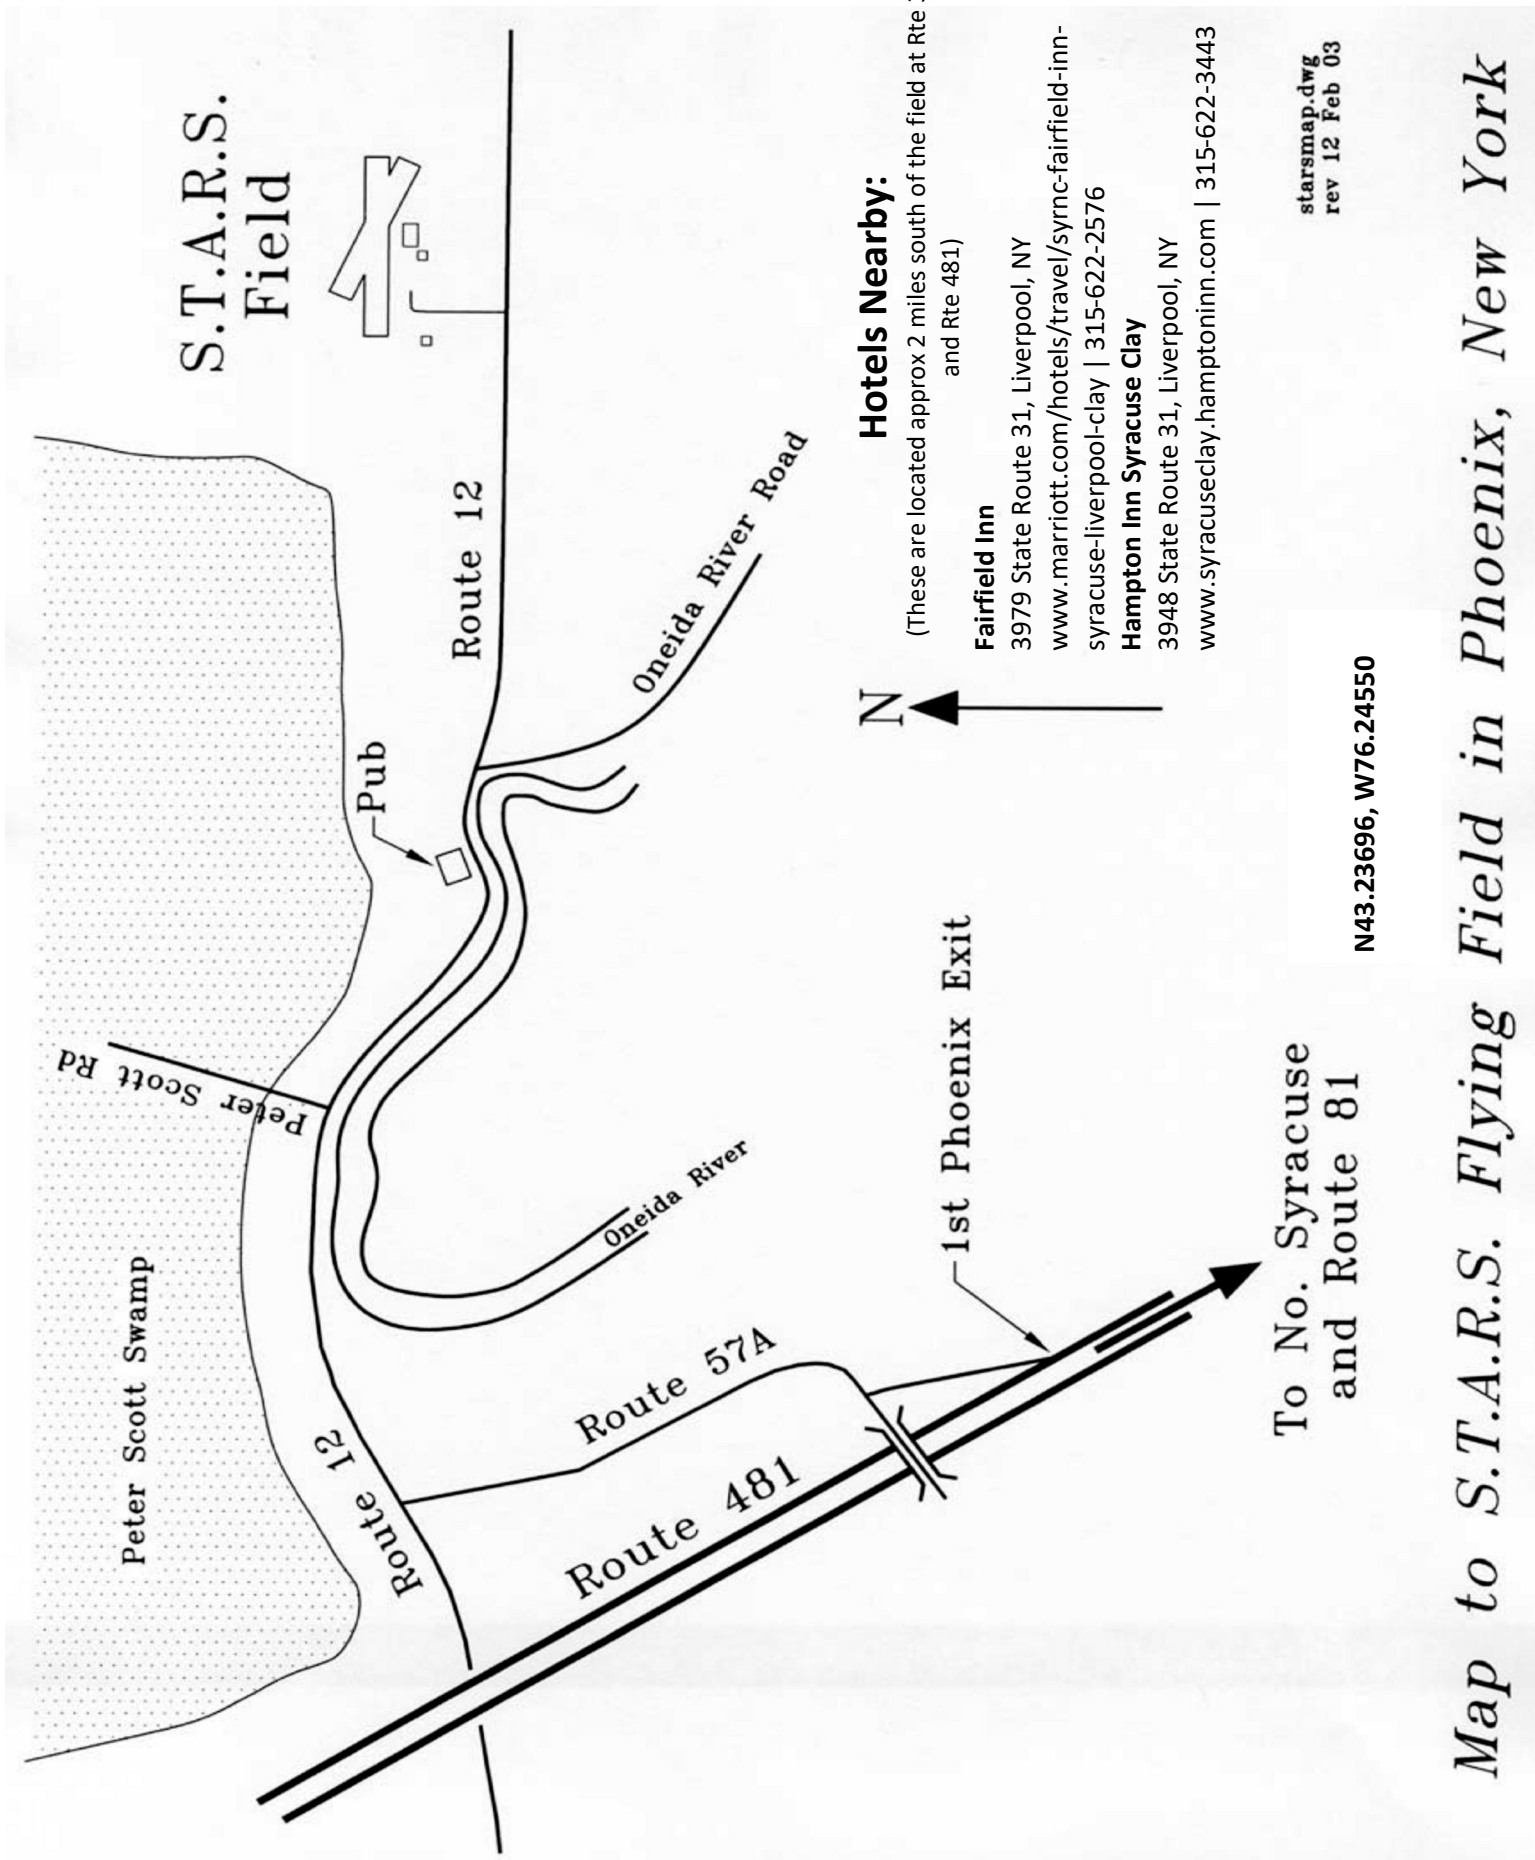 S.T.A.R.S.
Field
Route 12
Oneida River Road
Pub
Peter Scott Rd
Peter Scott Swamp
Oneida River
Route 12
Route 57A
Route 481
1st Phoenix Exit
To No. Syracuse
and Route 81
N
Hotels Nearby:
(These are located approx 2 miles south of the field at Rte
and Rte 481)
Fairfield Inn
3979 State Route 31, Liverpool, NY
www.marriott.com/hotels/travel/syrnc-fairfield-inn-
syracuse-liverpool-clay | 315-622-2576
Hampton Inn Syracuse Clay
3948 State Route 31, Liverpool, NY
www.syracuseclay.hamptoninn.com | 315-622-3443
starsmap.dwg
rev 12 Feb 03
N43.23696, W76.24550
Map to S.T.A.R.S. Flying Field in Phoenix, New York